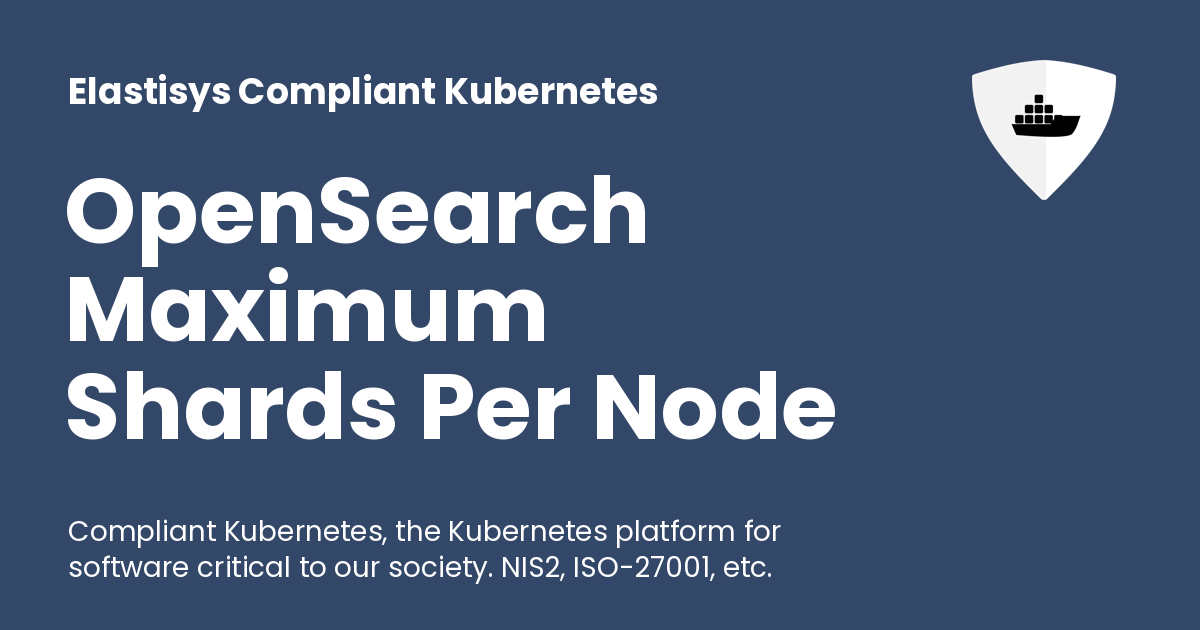 Elastisys Compliant Kubernetes
OpenSearch
Maximum
Shards Per Node
Compliant Kubernetes, the Kubernetes platform for
software critical to our society. NIS2, ISO-27001, etc.